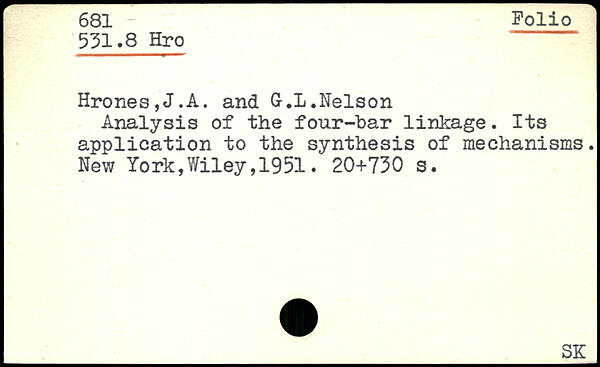 681
Folio
531.8 Hro
Hrones,J.A. and G.L.Nelson
Analysis of the four-bar linkage. Its
application to the synthesis of mechanisms.
New York,Wiley,1951. 20+730 s.
SK